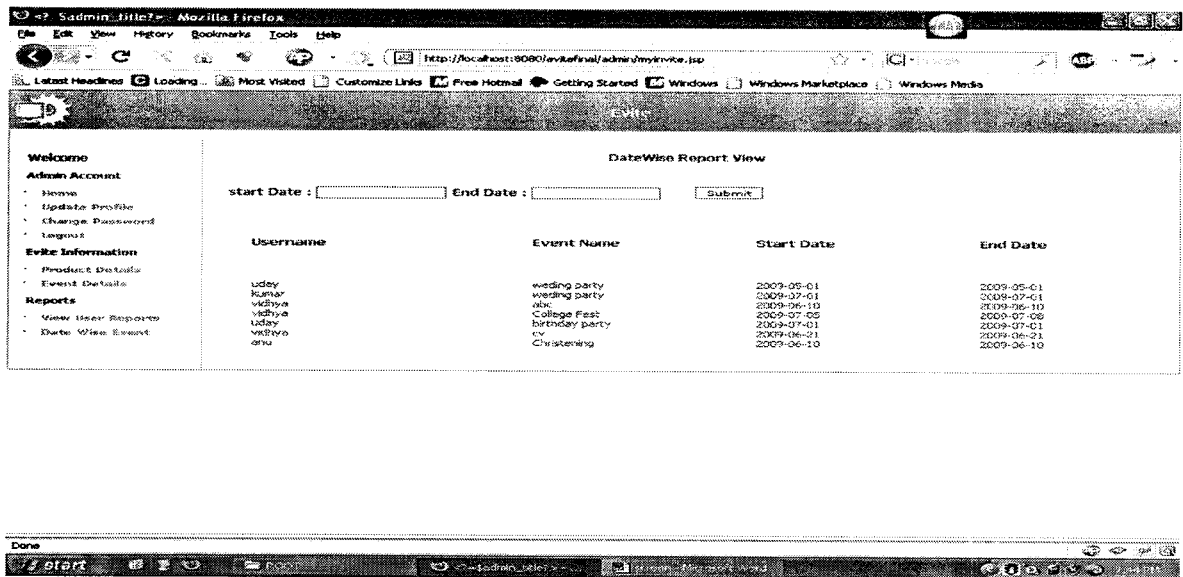 <? $admin_title?> - Mozilla Firefox
File Edit View History Bookmarks Tools Help
http://localhost:8080/evitefinal/admin/myinvite.jsp
Latest Headlines Loading... Most Visited Customize Links Free Hotmail Getting Started Windows Windows Marketplace Windows Media
Evite
Welcome
Admin Account
Home
Update Profile
Change Password
Logout
Evite Information
Product Details
Event Details
Reports
View User Reports
Date Wise Event
DateWise Report View
start Date : End Date : Submit
Username Event Name Start Date End Date
uday weding party 2009-05-01 2009-05-01
kumar weding party 2009-07-01 2009-07-01
vidhya abc 2009-06-10 2009-06-10
vidhya College Fest 2009-07-05 2009-07-08
uday birthday party 2009-07-01 2009-07-01
vidhya cv 2009-06-21 2009-06-21
anu Christening 2009-06-10 2009-06-10
Done
start
screen - Microsoft Word